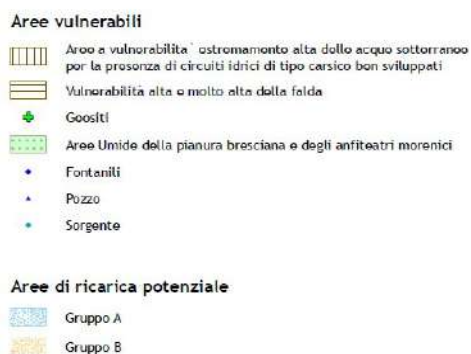 Aree vulnerabili
Aree a vulnerabilita` estremamente alta delle acque sotterranee
per la presenza di circuiti idrici di tipo carsico ben sviluppati
Vulnerabilità alta e molto alta della falda
Geositi
Aree Umide della pianura bresciana e degli anfiteatri morenici
Fontanili
Pozzo
Sorgente
Aree di ricarica potenziale
Gruppo A
Gruppo B